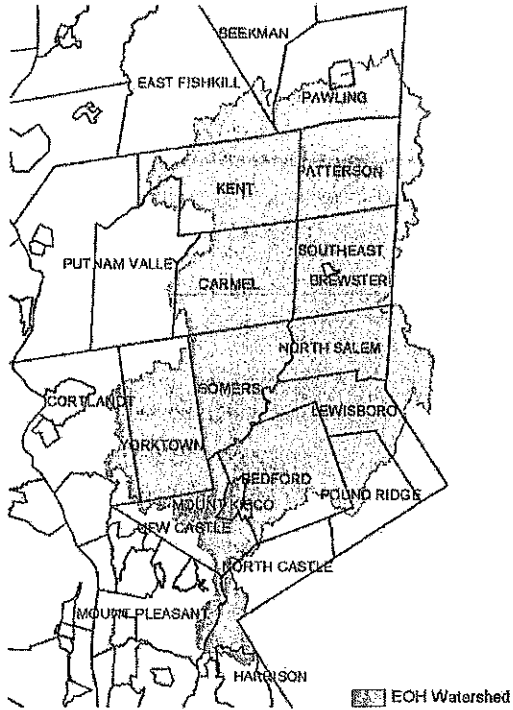 BEEKMAN
EAST FISHKILL
PAWLING
KENT
PATTERSON
PUTNAM VALLE
SOUTHEAST
CARMEL
BREWSTER
NORTH SALEM
CORTLANDT
SOMERS
LEWISBORO
YORKTOWN
BEDFORD
POUND RIDGE
MOUNT KISCO
NEW CASTLE
NORTH CASTLE
MOUNT PLEASANT
HARRISON
EOH Watershed